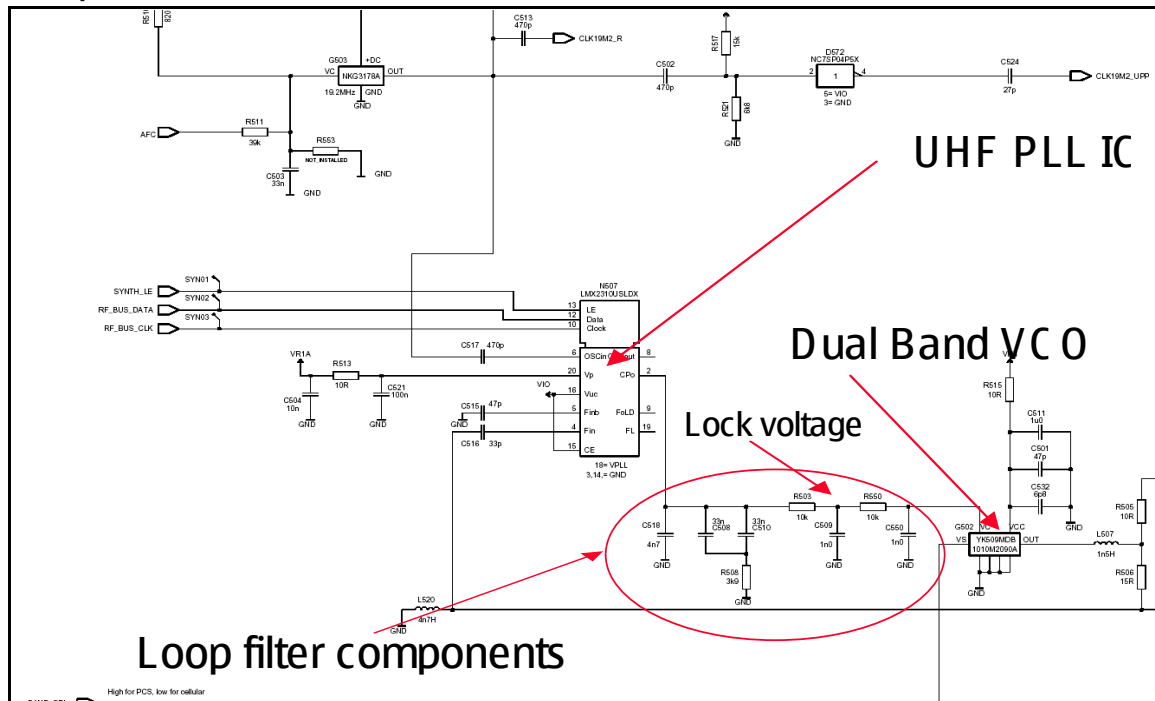 R51
820
C513
470p
CLK19M2_R
G503
+DC
VC
NKG3178A
OUT
19.2MHz
GND
GND
R517
15k
C502
470p
R521
6k8
GND
D572
NC7SP04P5X
2
1
4
5= VIO
3= GND
C524
27p
CLK19M2_UPP
AFC
R511
39k
R553
NOT_INSTALLED
C503
33n
GND
GND
UHF PLL IC
SYN01
SYNTH_LE
SYN02
RF_BUS_DATA
SYN03
RF_BUS_CLK
N507
LMX2310USLDX
13 LE
12 Data
10 Clock
C517
470p
6 OSCin
out 8
VR1A
R513
10R
20 Vp
CPo 2
C504
10n
GND
C521
100n
GND
VIO
16 Vuc
C515
47p
GND
5 Finb
FoLD 9
C516
33p
4 Fin
FL 19
15 CE
18= VPLL
3,14,= GND
Dual Band VCO
Lock voltage
R515
10R
C511
1u0
C501
47p
C532
6p8
GND
C518
4n7
GND
33n
C508
33n
C510
R503
10k
R508
3k9
GND
C509
1n0
GND
R550
10k
C550
1n0
GND
G502
VC
VCC
VS
YK509MDB
1010M2090A
OUT
GND
L507
1n5H
R505
10R
R506
15R
L520
4n7H
GND
Loop filter components
High for PCS, low for cellular